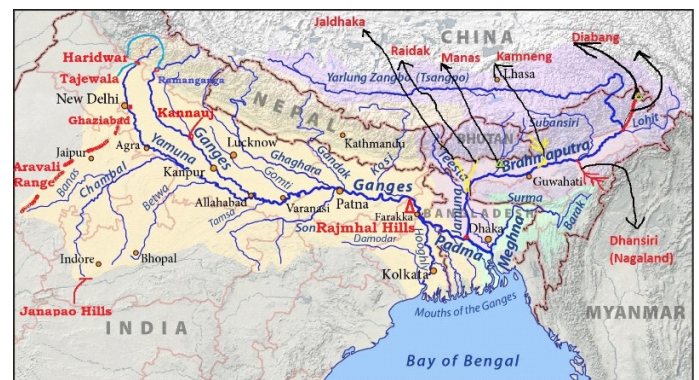 Jaldhaka
Raidak
Manas
CHINA
Kamneng
Diabang
Lhasa
Haridwar
Tajewala
Ramanganga
Yarlung Zangbo (Tsangpo)
New Delhi
NEPAL
Ghaziabad
Kannauj
Subansiri
Lohit
BHUTAN
Jaipur
Agra
Yamuna
Ganges
Lucknow
Kathmandu
Ghaghara
Gandak
Kosi
Teesta
Brahmaputra
Aravali
Range
Banas
Chambal
Kanpur
Gomti
Ganges
Guwahati
Betwa
Allahabad
Varanasi
Patna
Jamuna
Surma
Barak
Tamsa
Son
Farakka
BANGLADESH
Rajmhal Hills
Damodar
Dhaka
Indore
Bhopal
Hooghly
Padma
Meghna
Dhansiri
(Nagaland)
Kolkata
Janapao Hills
INDIA
Mouths of the Ganges
MYANMAR
Bay of Bengal